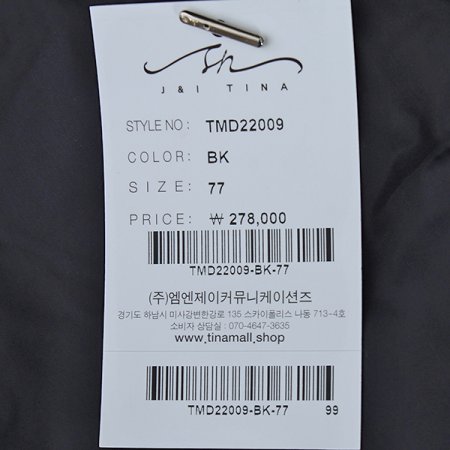 J & I TINA
STYLE NO : TMD22009
COLOR: BK
SIZE: 77
PRICE: ₩ 278,000
TMD22009-BK-77
(주)엠엔제이커뮤니케이션즈
경기도 하남시 미사강변한강로 135 스카이폴리스 나동 713-4호
소비자 상담실 : 070-4647-3635
www.tinamall.shop
TMD22009-BK-77 99